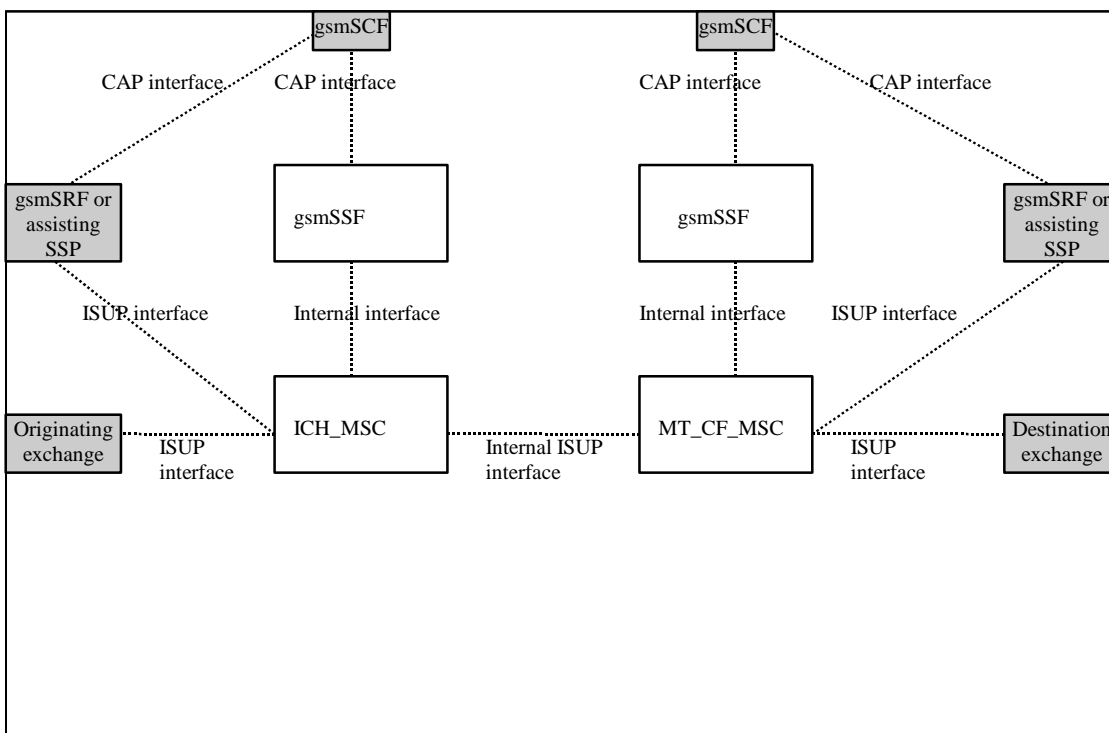 gsmSCF
gsmSCF
CAP interface
CAP interface
CAP interface
CAP interface
gsmSRF or
assisting
SSP
gsmSSF
gsmSSF
gsmSRF or
assisting
SSP
ISUP interface
Internal interface
Internal interface
ISUP interface
Originating
exchange
ISUP
interface
ICH_MSC
Internal ISUP
interface
MT_CF_MSC
ISUP
interface
Destination
exchange